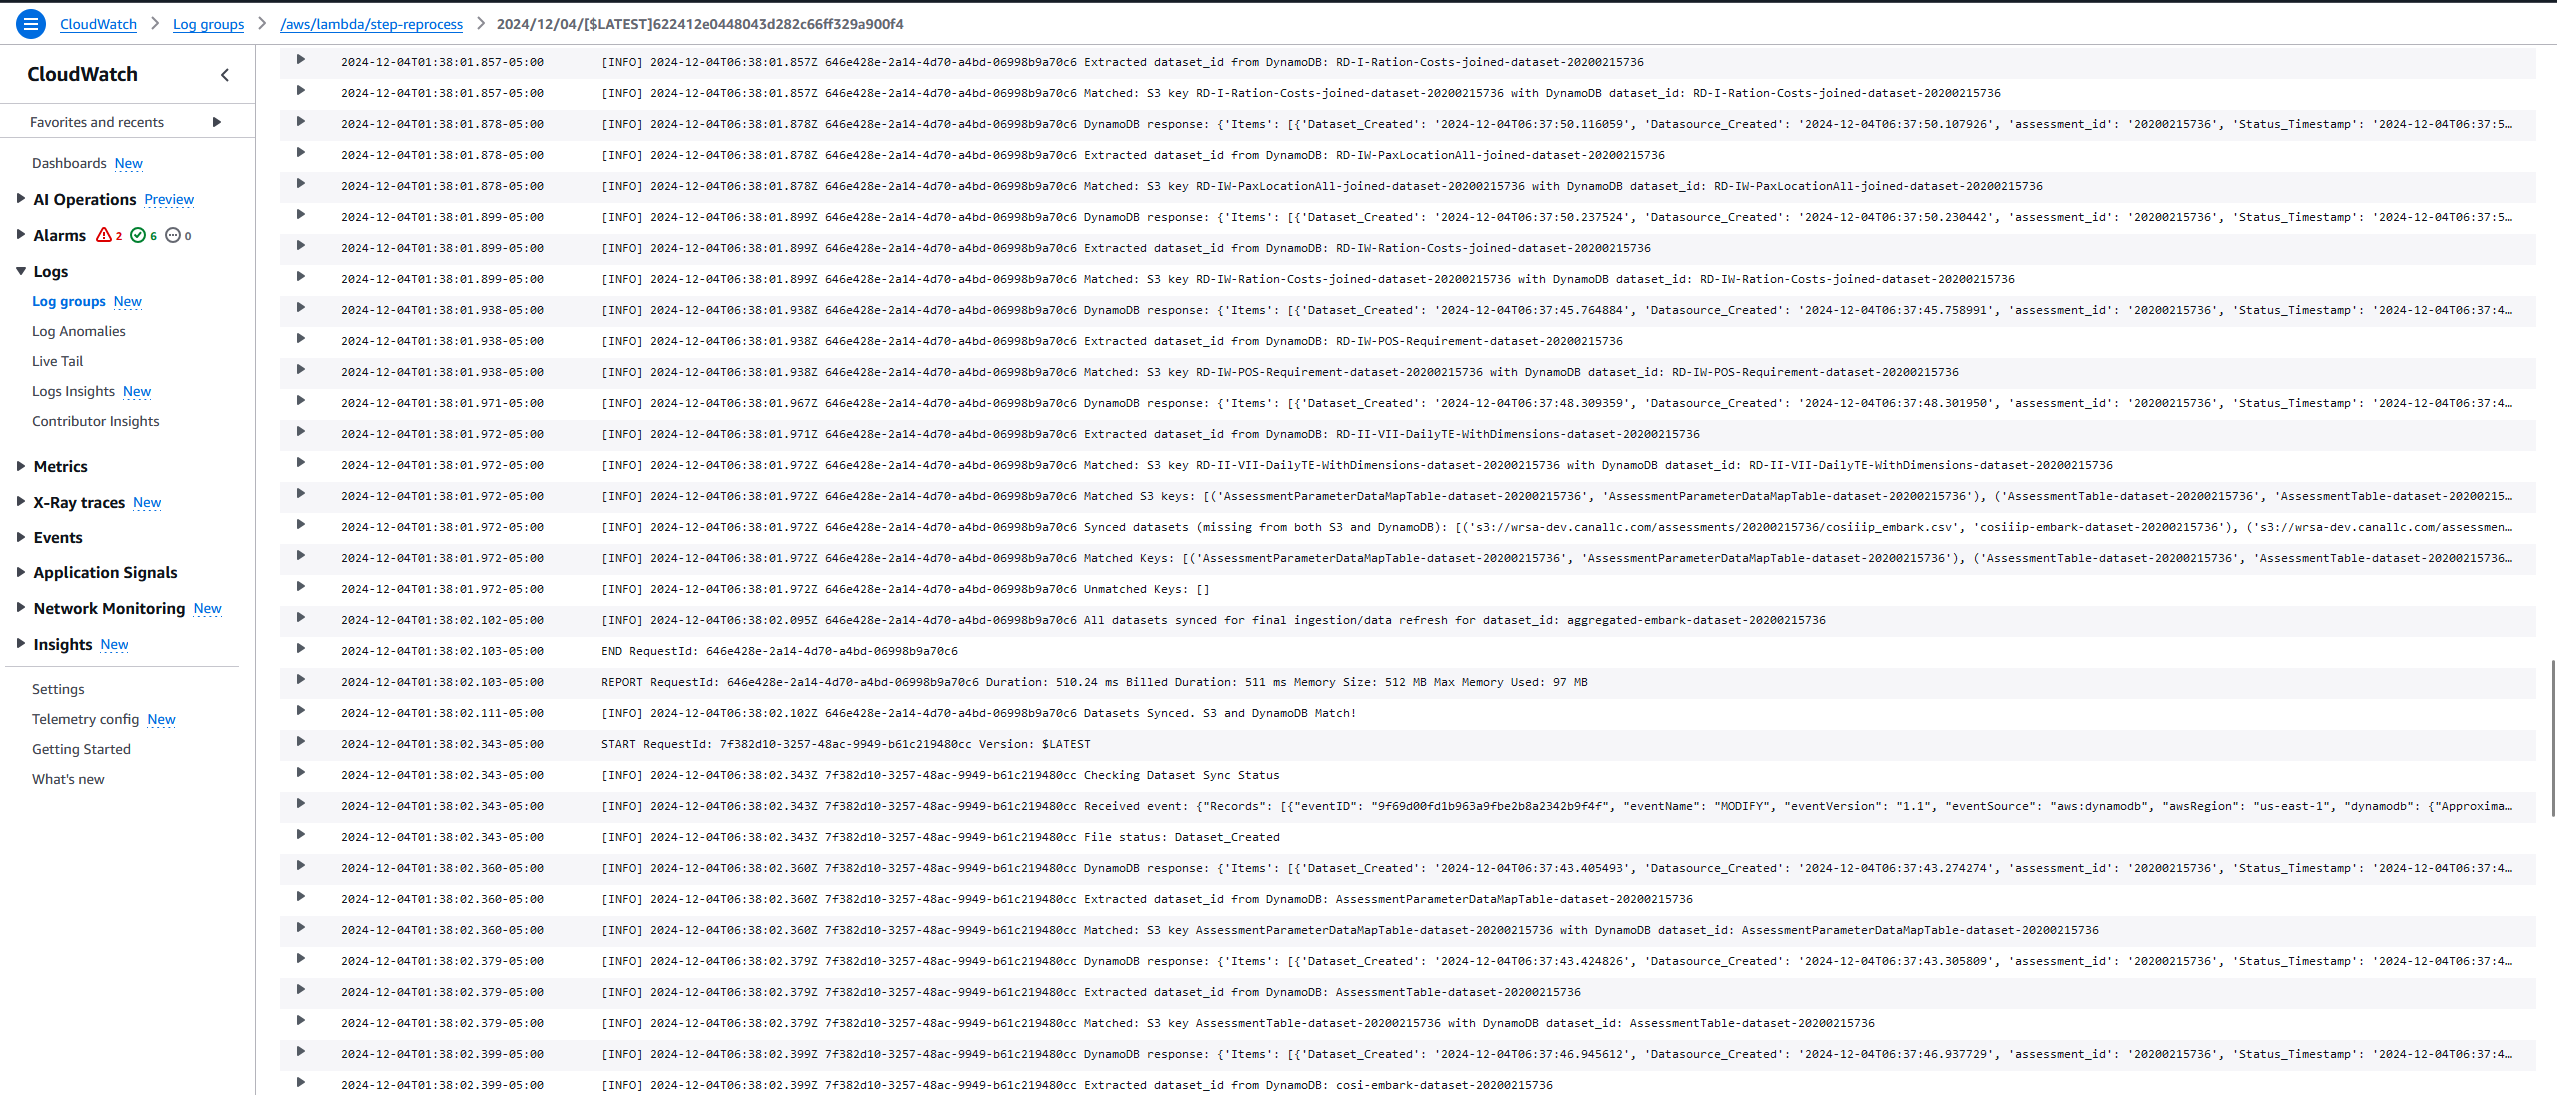 CloudWatch > Log groups > /aws/lambda/step-reprocess > 2024/12/04/[$LATEST]622412e0448043d282c66ff329a900f4
CloudWatch
Favorites and recents
Dashboards New
AI Operations Preview
Alarms 2 6 0
Logs
Log groups New
Log Anomalies
Live Tail
Logs Insights New
Contributor Insights
Metrics
X-Ray traces New
Events
Application Signals
Network Monitoring New
Insights New
Settings
Telemetry config New
Getting Started
What's new
2024-12-04T01:38:01.857-05:00 [INFO] 2024-12-04T06:38:01.857Z 646e428e-2a14-4d70-a4bd-06998b9a70c6 Extracted dataset_id from DynamoDB: RD-I-Ration-Costs-joined-dataset-20200215736
2024-12-04T01:38:01.857-05:00 [INFO] 2024-12-04T06:38:01.857Z 646e428e-2a14-4d70-a4bd-06998b9a70c6 Matched: S3 key RD-I-Ration-Costs-joined-dataset-20200215736 with DynamoDB dataset_id: RD-I-Ration-Costs-joined-dataset-20200215736
2024-12-04T01:38:01.878-05:00 [INFO] 2024-12-04T06:38:01.878Z 646e428e-2a14-4d70-a4bd-06998b9a70c6 DynamoDB response: {'Items': [{'Dataset_Created': '2024-12-04T06:37:50.116059', 'Datasource_Created': '2024-12-04T06:37:50.107926', 'assessment_id': '20200215736', 'Status_Timestamp': '2024-12-04T06:37:5…
2024-12-04T01:38:01.878-05:00 [INFO] 2024-12-04T06:38:01.878Z 646e428e-2a14-4d70-a4bd-06998b9a70c6 Extracted dataset_id from DynamoDB: RD-IW-PaxLocationAll-joined-dataset-20200215736
2024-12-04T01:38:01.878-05:00 [INFO] 2024-12-04T06:38:01.878Z 646e428e-2a14-4d70-a4bd-06998b9a70c6 Matched: S3 key RD-IW-PaxLocationAll-joined-dataset-20200215736 with DynamoDB dataset_id: RD-IW-PaxLocationAll-joined-dataset-20200215736
2024-12-04T01:38:01.899-05:00 [INFO] 2024-12-04T06:38:01.899Z 646e428e-2a14-4d70-a4bd-06998b9a70c6 DynamoDB response: {'Items': [{'Dataset_Created': '2024-12-04T06:37:50.237524', 'Datasource_Created': '2024-12-04T06:37:50.230442', 'assessment_id': '20200215736', 'Status_Timestamp': '2024-12-04T06:37:5…
2024-12-04T01:38:01.899-05:00 [INFO] 2024-12-04T06:38:01.899Z 646e428e-2a14-4d70-a4bd-06998b9a70c6 Extracted dataset_id from DynamoDB: RD-IW-Ration-Costs-joined-dataset-20200215736
2024-12-04T01:38:01.899-05:00 [INFO] 2024-12-04T06:38:01.899Z 646e428e-2a14-4d70-a4bd-06998b9a70c6 Matched: S3 key RD-IW-Ration-Costs-joined-dataset-20200215736 with DynamoDB dataset_id: RD-IW-Ration-Costs-joined-dataset-20200215736
2024-12-04T01:38:01.938-05:00 [INFO] 2024-12-04T06:38:01.938Z 646e428e-2a14-4d70-a4bd-06998b9a70c6 DynamoDB response: {'Items': [{'Dataset_Created': '2024-12-04T06:37:45.764884', 'Datasource_Created': '2024-12-04T06:37:45.758991', 'assessment_id': '20200215736', 'Status_Timestamp': '2024-12-04T06:37:4…
2024-12-04T01:38:01.938-05:00 [INFO] 2024-12-04T06:38:01.938Z 646e428e-2a14-4d70-a4bd-06998b9a70c6 Extracted dataset_id from DynamoDB: RD-IW-POS-Requirement-dataset-20200215736
2024-12-04T01:38:01.938-05:00 [INFO] 2024-12-04T06:38:01.938Z 646e428e-2a14-4d70-a4bd-06998b9a70c6 Matched: S3 key RD-IW-POS-Requirement-dataset-20200215736 with DynamoDB dataset_id: RD-IW-POS-Requirement-dataset-20200215736
2024-12-04T01:38:01.971-05:00 [INFO] 2024-12-04T06:38:01.967Z 646e428e-2a14-4d70-a4bd-06998b9a70c6 DynamoDB response: {'Items': [{'Dataset_Created': '2024-12-04T06:37:48.309359', 'Datasource_Created': '2024-12-04T06:37:48.301950', 'assessment_id': '20200215736', 'Status_Timestamp': '2024-12-04T06:37:4…
2024-12-04T01:38:01.972-05:00 [INFO] 2024-12-04T06:38:01.971Z 646e428e-2a14-4d70-a4bd-06998b9a70c6 Extracted dataset_id from DynamoDB: RD-II-VII-DailyTE-WithDimensions-dataset-20200215736
2024-12-04T01:38:01.972-05:00 [INFO] 2024-12-04T06:38:01.972Z 646e428e-2a14-4d70-a4bd-06998b9a70c6 Matched: S3 key RD-II-VII-DailyTE-WithDimensions-dataset-20200215736 with DynamoDB dataset_id: RD-II-VII-DailyTE-WithDimensions-dataset-20200215736
2024-12-04T01:38:01.972-05:00 [INFO] 2024-12-04T06:38:01.972Z 646e428e-2a14-4d70-a4bd-06998b9a70c6 Matched S3 keys: [('AssessmentParameterDataMapTable-dataset-20200215736', 'AssessmentParameterDataMapTable-dataset-20200215736'), ('AssessmentTable-dataset-20200215736', 'AssessmentTable-dataset-20200215…
2024-12-04T01:38:01.972-05:00 [INFO] 2024-12-04T06:38:01.972Z 646e428e-2a14-4d70-a4bd-06998b9a70c6 Synced datasets (missing from both S3 and DynamoDB): [('s3://wrsa-dev.canallc.com/assessments/20200215736/cosiiip_embark.csv', 'cosiiip-embark-dataset-20200215736'), ('s3://wrsa-dev.canallc.com/assessmen…
2024-12-04T01:38:01.972-05:00 [INFO] 2024-12-04T06:38:01.972Z 646e428e-2a14-4d70-a4bd-06998b9a70c6 Matched Keys: [('AssessmentParameterDataMapTable-dataset-20200215736', 'AssessmentParameterDataMapTable-dataset-20200215736'), ('AssessmentTable-dataset-20200215736', 'AssessmentTable-dataset-20200215736…
2024-12-04T01:38:01.972-05:00 [INFO] 2024-12-04T06:38:01.972Z 646e428e-2a14-4d70-a4bd-06998b9a70c6 Unmatched Keys: []
2024-12-04T01:38:02.102-05:00 [INFO] 2024-12-04T06:38:02.095Z 646e428e-2a14-4d70-a4bd-06998b9a70c6 All datasets synced for final ingestion/data refresh for dataset_id: aggregated-embark-dataset-20200215736
2024-12-04T01:38:02.103-05:00 END RequestId: 646e428e-2a14-4d70-a4bd-06998b9a70c6
2024-12-04T01:38:02.103-05:00 REPORT RequestId: 646e428e-2a14-4d70-a4bd-06998b9a70c6 Duration: 510.24 ms Billed Duration: 511 ms Memory Size: 512 MB Max Memory Used: 97 MB
2024-12-04T01:38:02.111-05:00 [INFO] 2024-12-04T06:38:02.102Z 646e428e-2a14-4d70-a4bd-06998b9a70c6 Datasets Synced. S3 and DynamoDB Match!
2024-12-04T01:38:02.343-05:00 START RequestId: 7f382d10-3257-48ac-9949-b61c219480cc Version: $LATEST
2024-12-04T01:38:02.343-05:00 [INFO] 2024-12-04T06:38:02.343Z 7f382d10-3257-48ac-9949-b61c219480cc Checking Dataset Sync Status
2024-12-04T01:38:02.343-05:00 [INFO] 2024-12-04T06:38:02.343Z 7f382d10-3257-48ac-9949-b61c219480cc Received event: {"Records": [{"eventID": "9f69d00fd1b963a9fbe2b8a2342b9f4f", "eventName": "MODIFY", "eventVersion": "1.1", "eventSource": "aws:dynamodb", "awsRegion": "us-east-1", "dynamodb": {"Approxima…
2024-12-04T01:38:02.343-05:00 [INFO] 2024-12-04T06:38:02.343Z 7f382d10-3257-48ac-9949-b61c219480cc File status: Dataset_Created
2024-12-04T01:38:02.360-05:00 [INFO] 2024-12-04T06:38:02.360Z 7f382d10-3257-48ac-9949-b61c219480cc DynamoDB response: {'Items': [{'Dataset_Created': '2024-12-04T06:37:43.405493', 'Datasource_Created': '2024-12-04T06:37:43.274274', 'assessment_id': '20200215736', 'Status_Timestamp': '2024-12-04T06:37:4…
2024-12-04T01:38:02.360-05:00 [INFO] 2024-12-04T06:38:02.360Z 7f382d10-3257-48ac-9949-b61c219480cc Extracted dataset_id from DynamoDB: AssessmentParameterDataMapTable-dataset-20200215736
2024-12-04T01:38:02.360-05:00 [INFO] 2024-12-04T06:38:02.360Z 7f382d10-3257-48ac-9949-b61c219480cc Matched: S3 key AssessmentParameterDataMapTable-dataset-20200215736 with DynamoDB dataset_id: AssessmentParameterDataMapTable-dataset-20200215736
2024-12-04T01:38:02.379-05:00 [INFO] 2024-12-04T06:38:02.379Z 7f382d10-3257-48ac-9949-b61c219480cc DynamoDB response: {'Items': [{'Dataset_Created': '2024-12-04T06:37:43.424826', 'Datasource_Created': '2024-12-04T06:37:43.305809', 'assessment_id': '20200215736', 'Status_Timestamp': '2024-12-04T06:37:4…
2024-12-04T01:38:02.379-05:00 [INFO] 2024-12-04T06:38:02.379Z 7f382d10-3257-48ac-9949-b61c219480cc Extracted dataset_id from DynamoDB: AssessmentTable-dataset-20200215736
2024-12-04T01:38:02.379-05:00 [INFO] 2024-12-04T06:38:02.379Z 7f382d10-3257-48ac-9949-b61c219480cc Matched: S3 key AssessmentTable-dataset-20200215736 with DynamoDB dataset_id: AssessmentTable-dataset-20200215736
2024-12-04T01:38:02.399-05:00 [INFO] 2024-12-04T06:38:02.399Z 7f382d10-3257-48ac-9949-b61c219480cc DynamoDB response: {'Items': [{'Dataset_Created': '2024-12-04T06:37:46.945612', 'Datasource_Created': '2024-12-04T06:37:46.937729', 'assessment_id': '20200215736', 'Status_Timestamp': '2024-12-04T06:37:4…
2024-12-04T01:38:02.399-05:00 [INFO] 2024-12-04T06:38:02.399Z 7f382d10-3257-48ac-9949-b61c219480cc Extracted dataset_id from DynamoDB: cosi-embark-dataset-20200215736